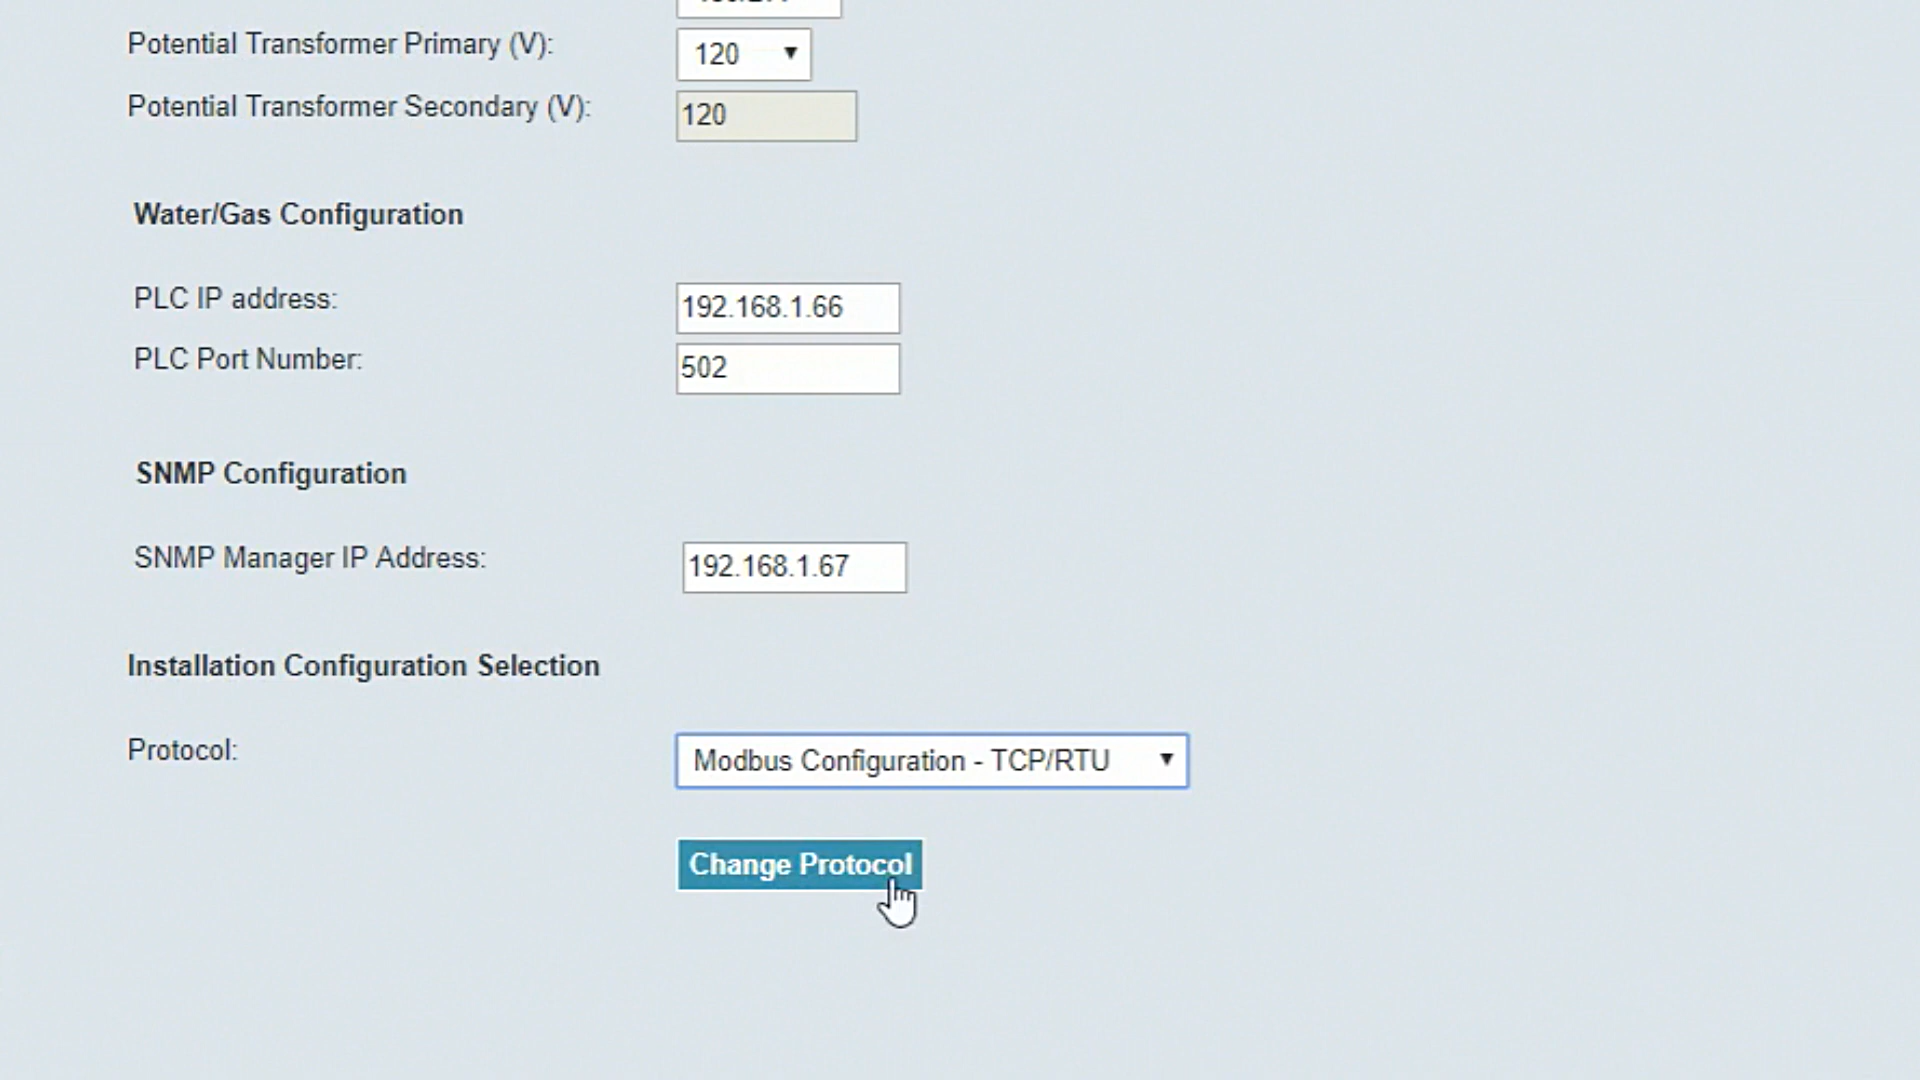 Potential Transformer Primary (V): 120
Potential Transformer Secondary (V): 120
Water/Gas Configuration
PLC IP address: 192.168.1.66
PLC Port Number: 502
SNMP Configuration
SNMP Manager IP Address: 192.168.1.67
Installation Configuration Selection
Protocol: Modbus Configuration - TCP/RTU
Change Protocol